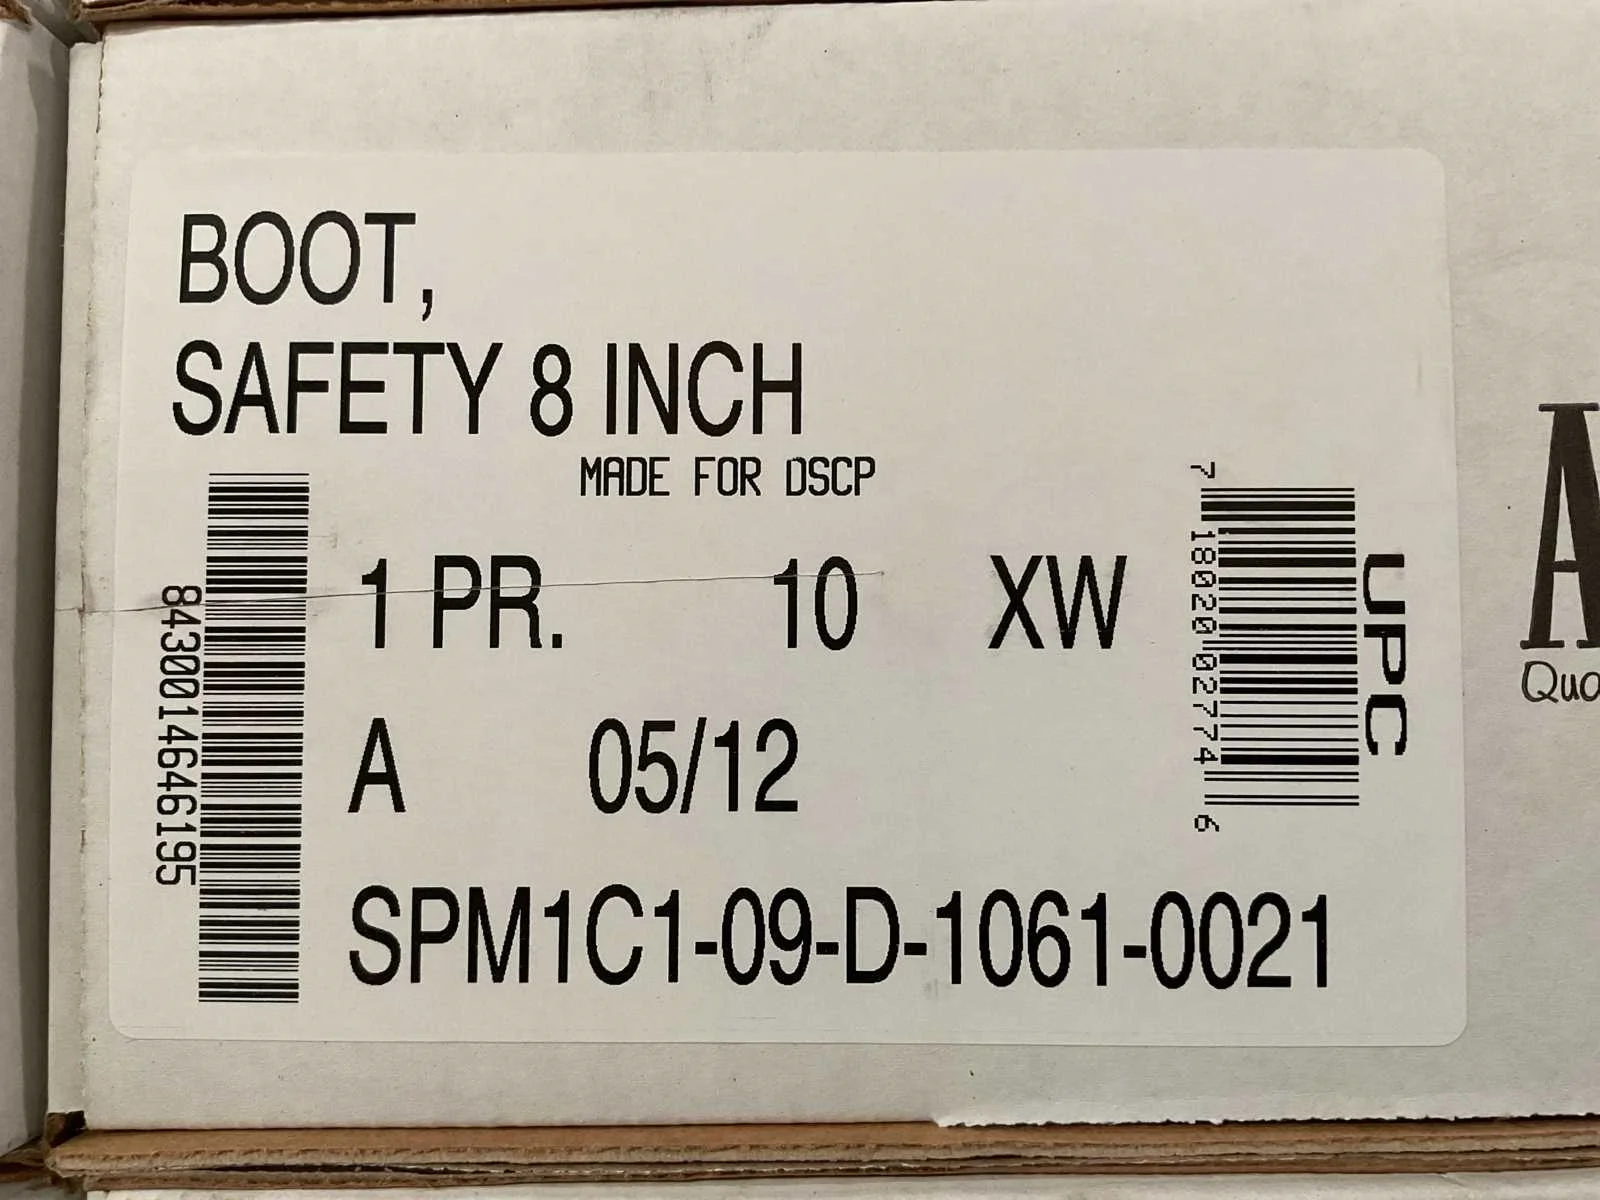 BOOT,
SAFETY 8 INCH
MADE FOR DSCP
1 PR. 10 XW
A 05/12
SPM1C1-09-D-1061-0021
8430014646195
7 18020 02774 6
UPC
A
Quo